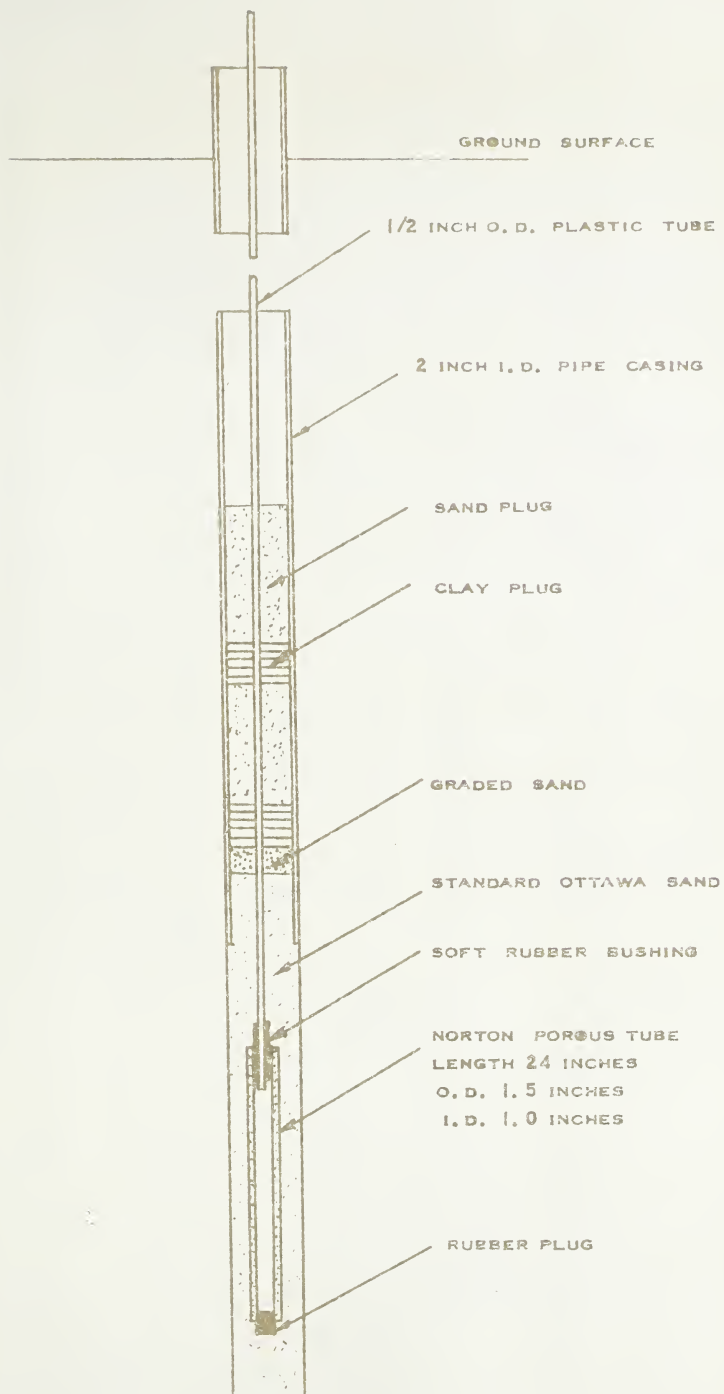 GROUND SURFACE
1/2 INCH O.D. PLASTIC TUBE
2 INCH I.D. PIPE CASING
SAND PLUG
CLAY PLUG
GRADED SAND
STANDARD OTTAWA SAND
SOFT RUBBER BUSHING
NORTON POROUS TUBE
LENGTH 24 INCHES
O.D. 1.5 INCHES
I.D. 1.0 INCHES
RUBBER PLUG